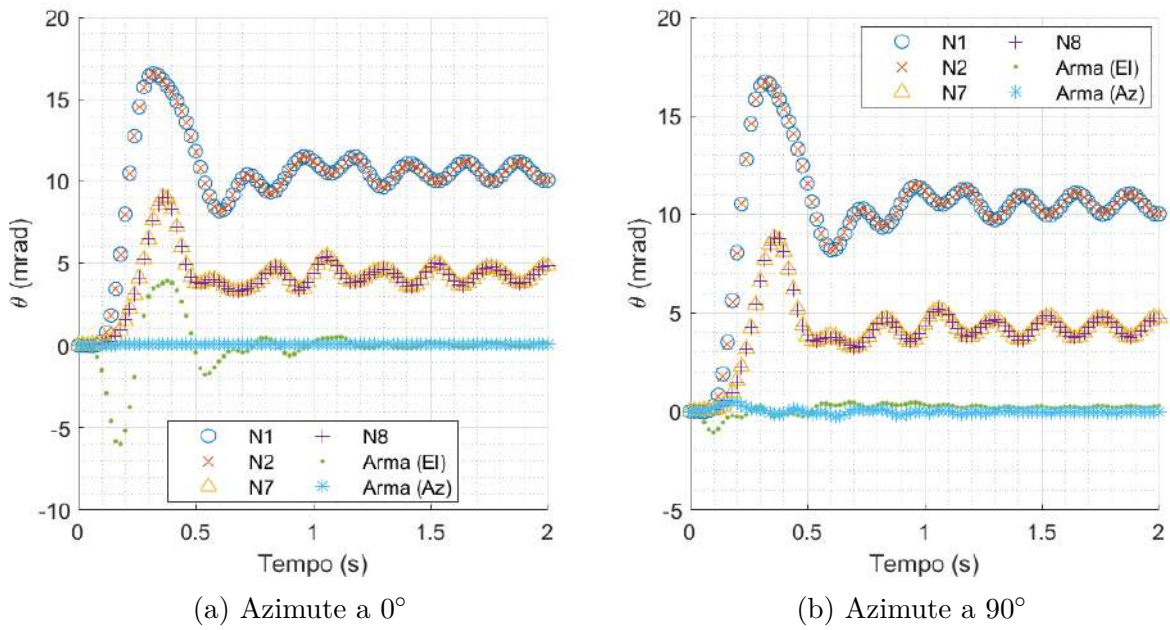 20
15
10
5
0
-5
-10
θ (mrad)
0
0.5
1
1.5
2
Tempo (s)
N1
N2
N7
N8
Arma (El)
Arma (Az)
(a) Azimute a 0°
20
15
10
5
0
-5
θ (mrad)
0
0.5
1
1.5
2
Tempo (s)
N1
N2
N7
N8
Arma (El)
Arma (Az)
(b) Azimute a 90°